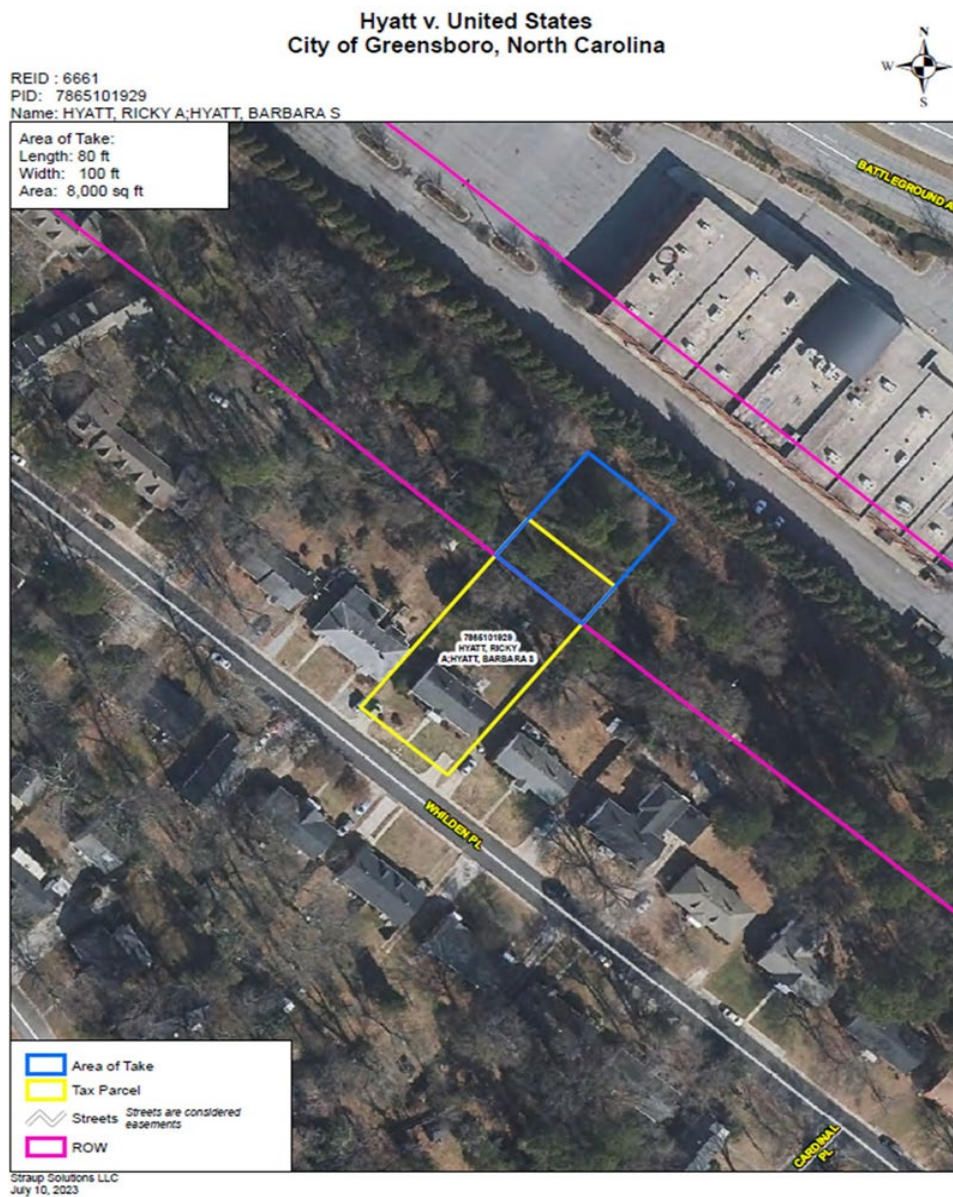 Hyatt v. United States
City of Greensboro, North Carolina
N
W
S
REID : 6661
PID: 7865101929
Name: HYATT, RICKY A;HYATT, BARBARA S
Area of Take:
Length: 80 ft
Width: 100 ft
Area: 8,000 sq ft
BATTLEGROUND A
7865101929
HYATT, RICKY
A;HYATT, BARBARA S
WHILDEN PL
CARDINAL
PL
Area of Take
Tax Parcel
Streets Streets are considered
easements
ROW
Straup Solutions LLC
July 10, 2023